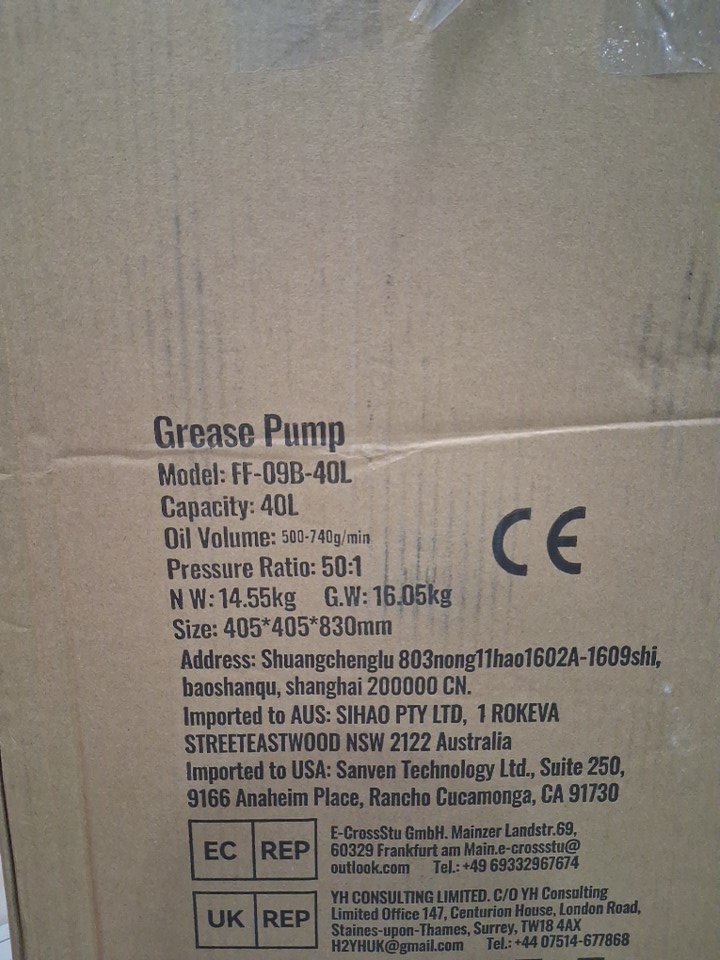 Grease Pump
Model: FF-09B-40L
Capacity: 40L
Oil Volume: 500-740g/min
Pressure Ratio: 50:1
N W: 14.55kg G.W: 16.05kg
Size: 405*405*830mm
CE
Address: Shuangchenglu 803nong11hao1602A-1609shi,
baoshanqu, shanghai 200000 CN.
Imported to AUS: SIHAO PTY LTD, 1 ROKEVA
STREETEASTWOOD NSW 2122 Australia
Imported to USA: Sanven Technology Ltd., Suite 250,
9166 Anaheim Place, Rancho Cucamonga, CA 91730
EC REP
E-CrossStu GmbH. Mainzer Landstr.69,
60329 Frankfurt am Main.e-crossstu@
outlook.com Tel.: +49 69332967674
UK REP
YH CONSULTING LIMITED. C/O YH Consulting
Limited Office 147, Centurion House, London Road,
Staines-upon-Thames, Surrey, TW18 4AX
H2YHUK@gmail.com Tel.: +44 07514-677868